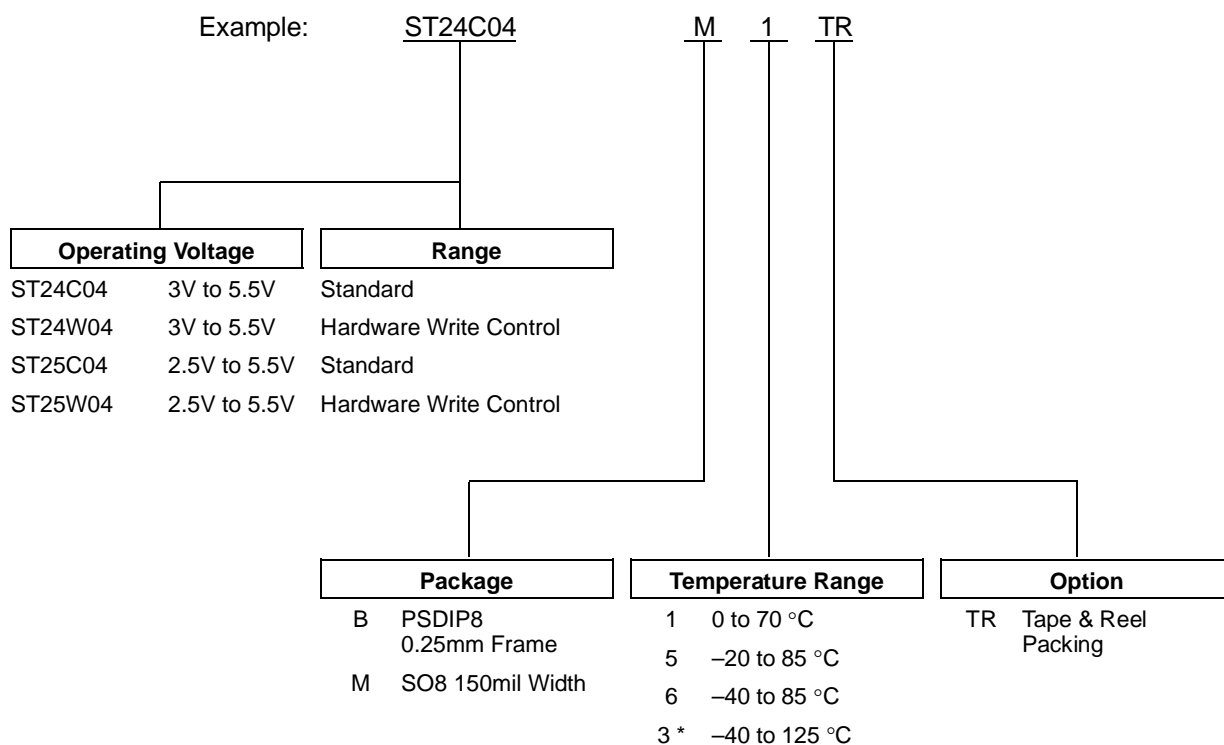 Example: ST24C04 M 1 TR
Operating Voltage Range
ST24C04 3V to 5.5V Standard
ST24W04 3V to 5.5V Hardware Write Control
ST25C04 2.5V to 5.5V Standard
ST25W04 2.5V to 5.5V Hardware Write Control
Package
B PSDIP8
0.25mm Frame
M SO8 150mil Width
Temperature Range
1 0 to 70 °C
5 –20 to 85 °C
6 –40 to 85 °C
3 * –40 to 125 °C
Option
TR Tape & Reel
Packing